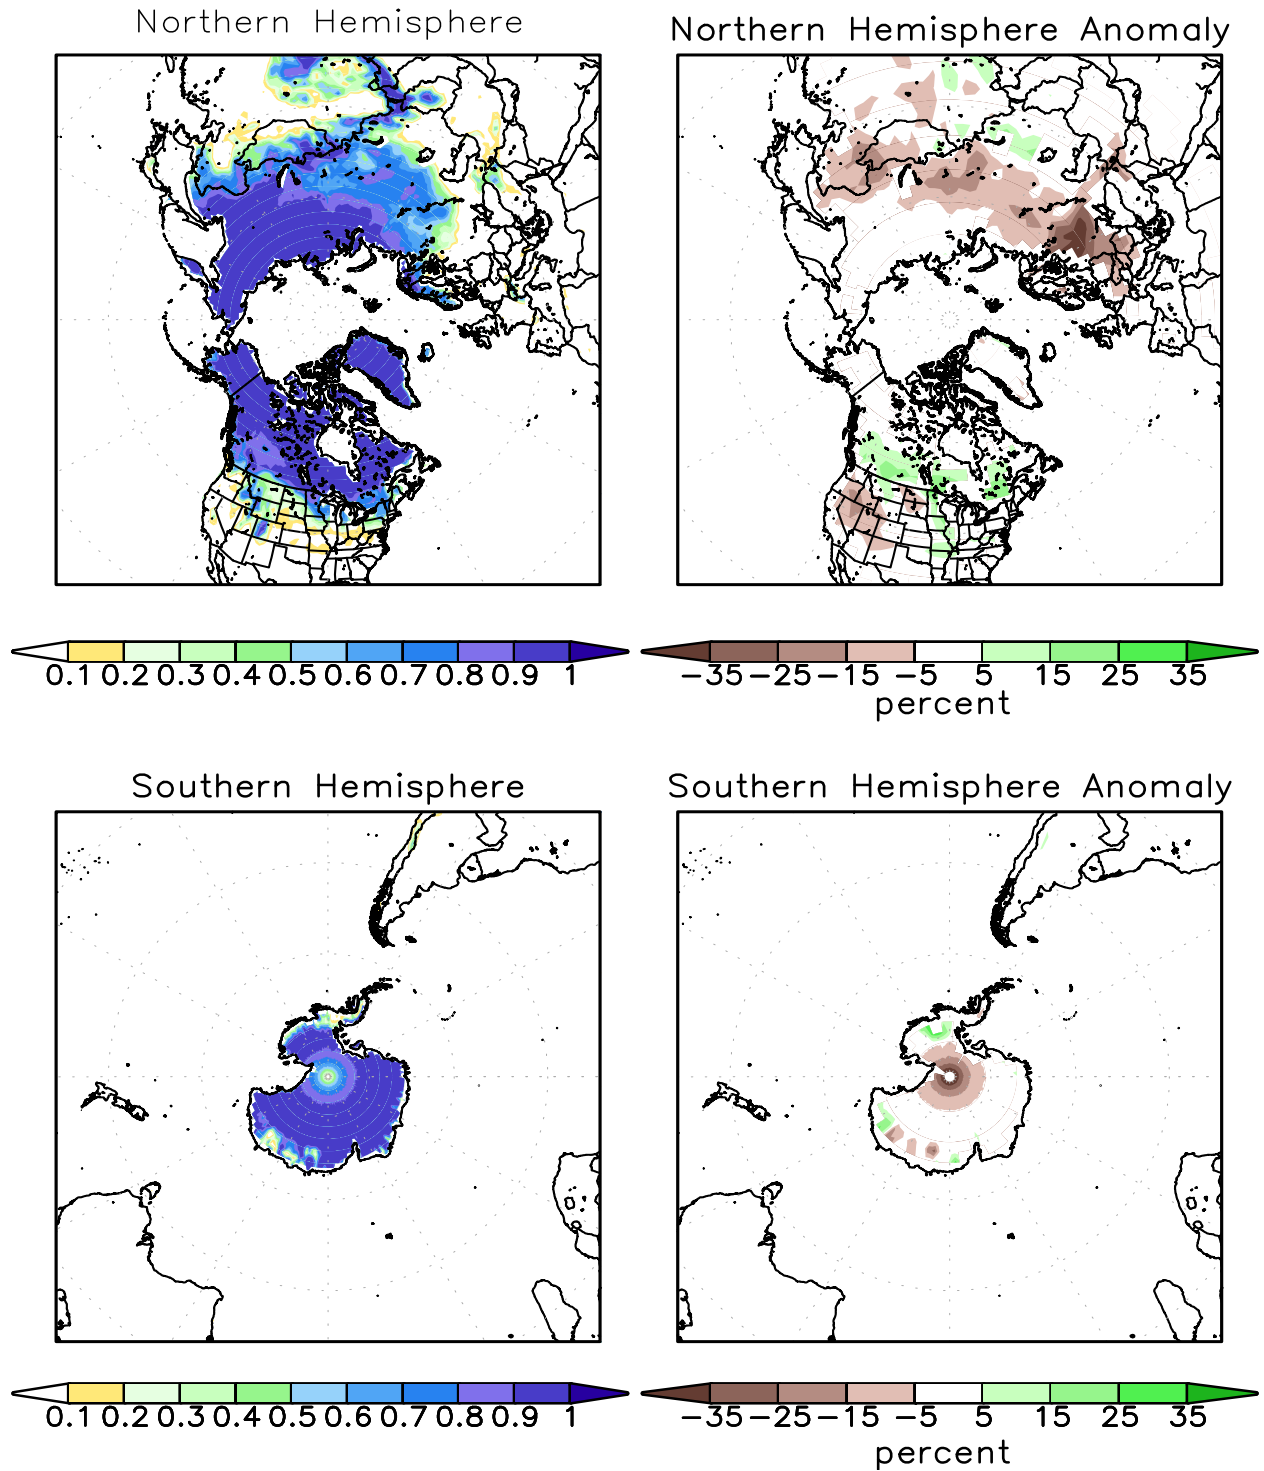 Northern Hemisphere
Northern Hemisphere Anomaly
0.1 0.2 0.3 0.4 0.5 0.6 0.7 0.8 0.9 1
-35 -25 -15 -5 5 15 25 35
percent
Southern Hemisphere
Southern Hemisphere Anomaly
0.1 0.2 0.3 0.4 0.5 0.6 0.7 0.8 0.9 1
-35 -25 -15 -5 5 15 25 35
percent